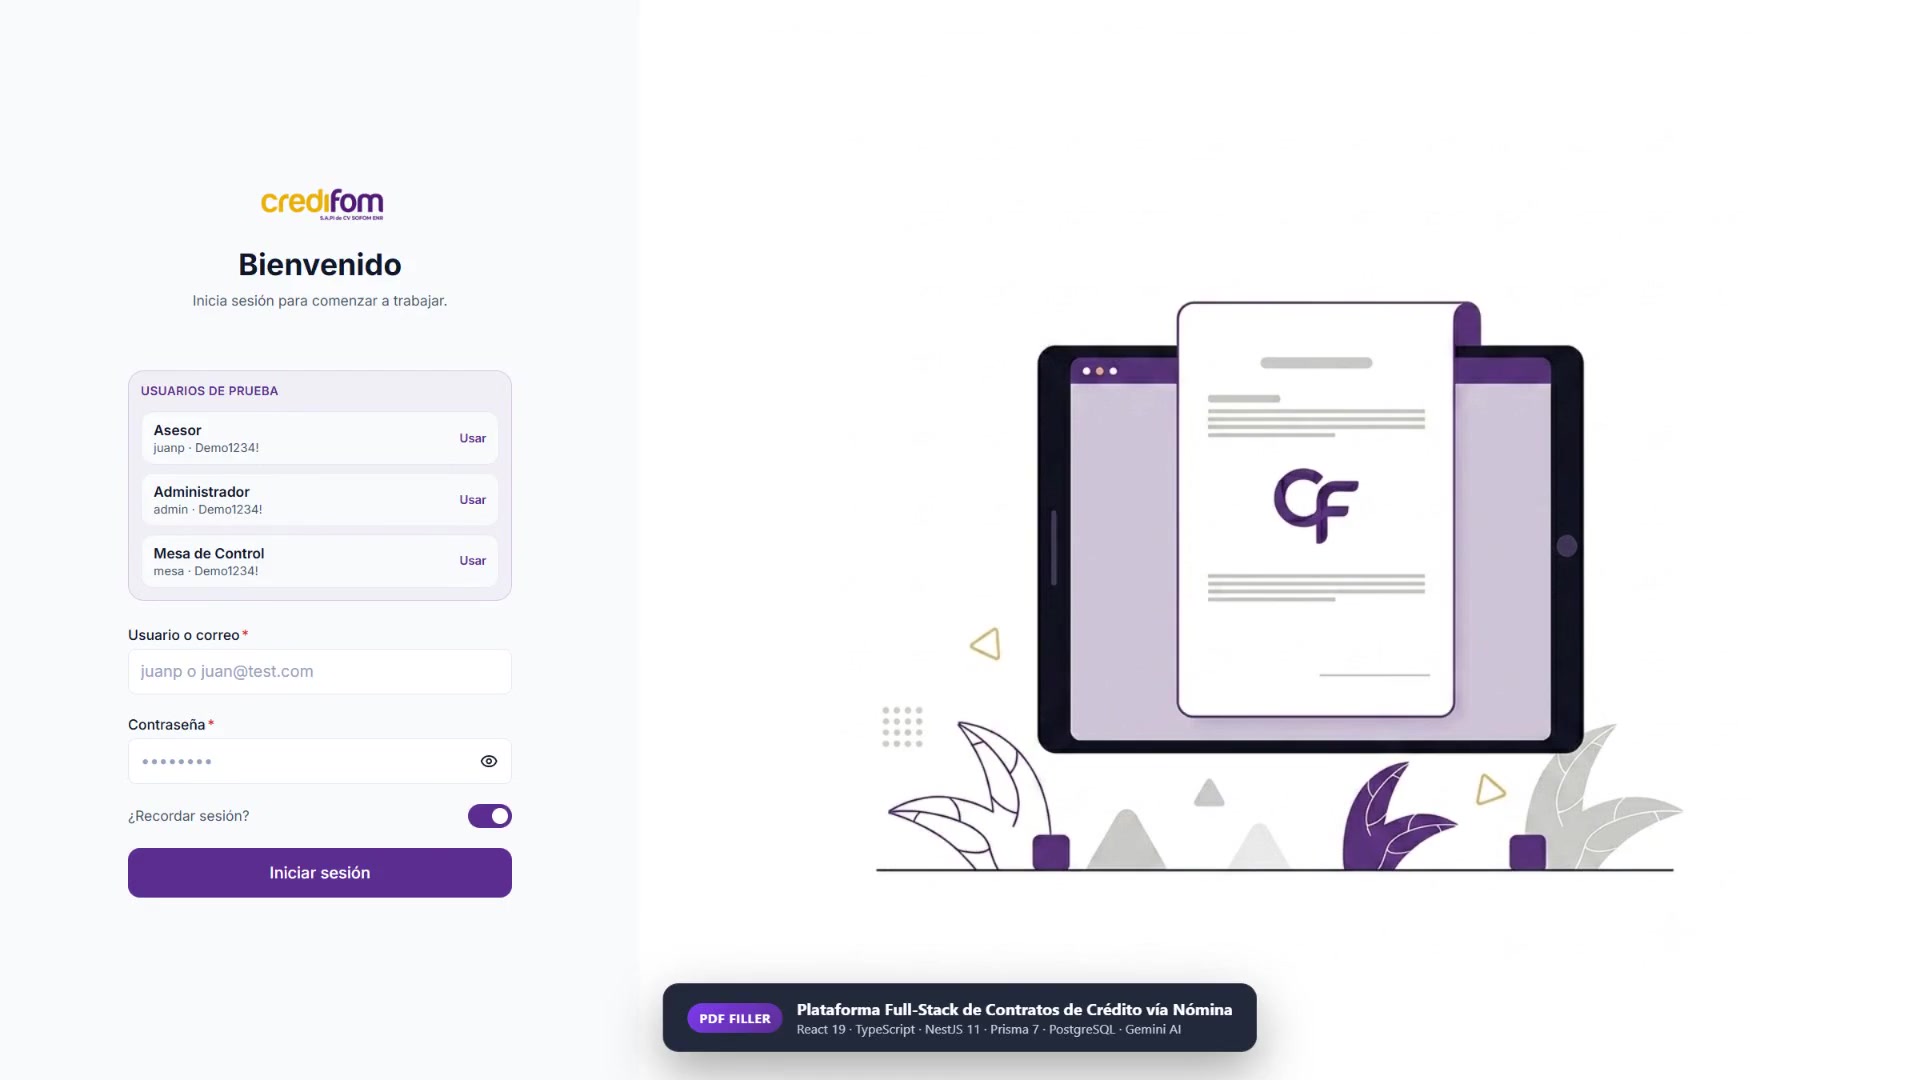 credifom
S.A.PI de CV SOFOM ENR
Bienvenido
Inicia sesión para comenzar a trabajar.
USUARIOS DE PRUEBA
Asesor
juanp · Demo1234!
Usar
Administrador
admin · Demo1234!
Usar
Mesa de Control
mesa · Demo1234!
Usar
Usuario o correo*
juanp o juan@test.com
Contraseña*
¿Recordar sesión?
Iniciar sesión
CF
PDF FILLER
Plataforma Full-Stack de Contratos de Crédito vía Nómina
React 19 · TypeScript · NestJS 11 · Prisma 7 · PostgreSQL · Gemini AI